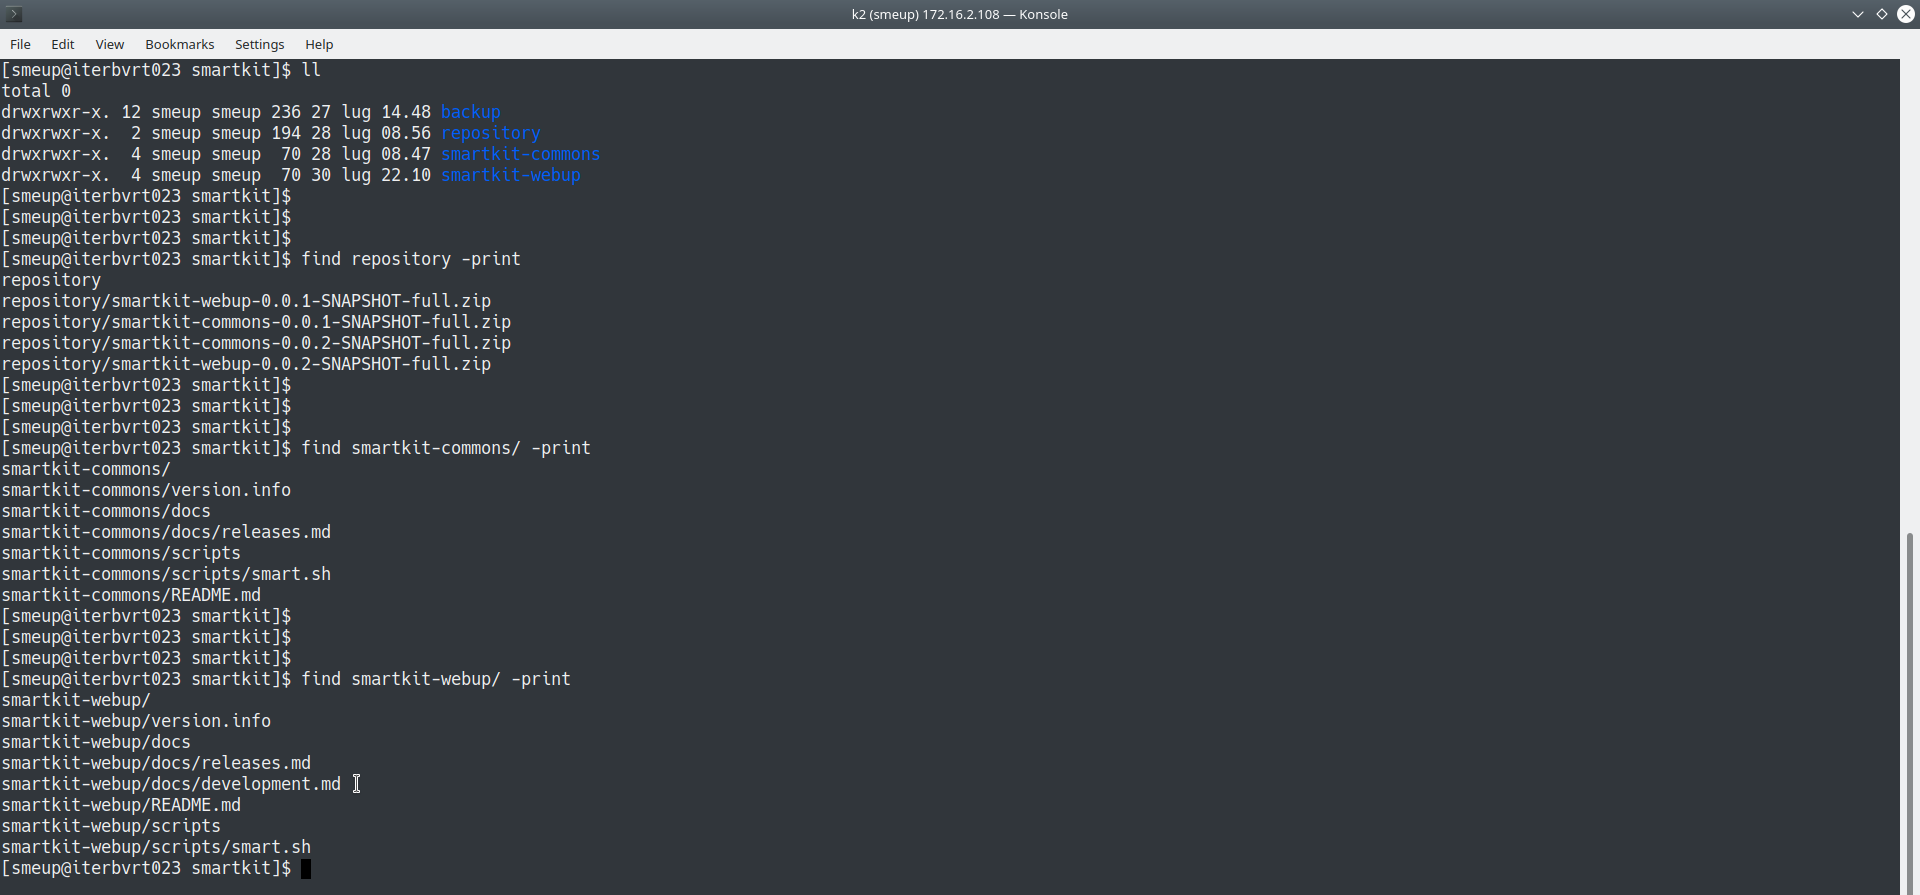 k2 (smeup) 172.16.2.108 — Konsole
File Edit View Bookmarks Settings Help
[smeup@iterbvrt023 smartkit]$ ll
total 0
drwxrwxr-x. 12 smeup smeup 236 27 lug 14.48 backup
drwxrwxr-x.  2 smeup smeup 194 28 lug 08.56 repository
drwxrwxr-x.  4 smeup smeup  70 28 lug 08.47 smartkit-commons
drwxrwxr-x.  4 smeup smeup  70 30 lug 22.10 smartkit-webup
[smeup@iterbvrt023 smartkit]$
[smeup@iterbvrt023 smartkit]$
[smeup@iterbvrt023 smartkit]$
[smeup@iterbvrt023 smartkit]$ find repository -print
repository
repository/smartkit-webup-0.0.1-SNAPSHOT-full.zip
repository/smartkit-commons-0.0.1-SNAPSHOT-full.zip
repository/smartkit-commons-0.0.2-SNAPSHOT-full.zip
repository/smartkit-webup-0.0.2-SNAPSHOT-full.zip
[smeup@iterbvrt023 smartkit]$
[smeup@iterbvrt023 smartkit]$
[smeup@iterbvrt023 smartkit]$
[smeup@iterbvrt023 smartkit]$ find smartkit-commons/ -print
smartkit-commons/
smartkit-commons/version.info
smartkit-commons/docs
smartkit-commons/docs/releases.md
smartkit-commons/scripts
smartkit-commons/scripts/smart.sh
smartkit-commons/README.md
[smeup@iterbvrt023 smartkit]$
[smeup@iterbvrt023 smartkit]$
[smeup@iterbvrt023 smartkit]$
[smeup@iterbvrt023 smartkit]$ find smartkit-webup/ -print
smartkit-webup/
smartkit-webup/version.info
smartkit-webup/docs
smartkit-webup/docs/releases.md
smartkit-webup/docs/development.md
smartkit-webup/README.md
smartkit-webup/scripts
smartkit-webup/scripts/smart.sh
[smeup@iterbvrt023 smartkit]$